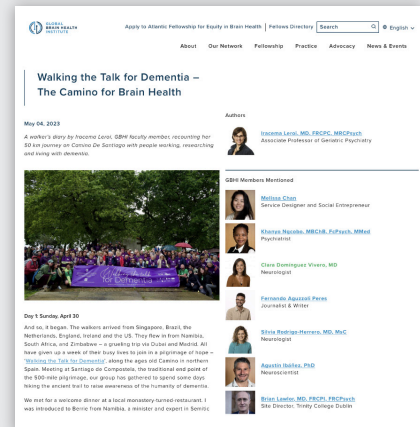 GLOBAL
BRAIN HEALTH
INSTITUTE
Apply to Atlantic Fellowship for Equity in Brain Health | Fellows Directory
Search
English
About Our Network Fellowship Practice Advocacy News & Events
Walking the Talk for Dementia –
The Camino for Brain Health
May 04, 2023
A walker's diary by Iracema Leroi, GBHI faculty member, recounting her
50 km journey on Camino De Santiago with people working, researching
and living with dementia.
for Dementia
Day 1: Sunday, April 30
And so, it began. The walkers arrived from Singapore, Brazil, the
Netherlands, England, Ireland and the US. They flew in from Namibia,
South Africa, and Zimbabwe – a grueling trip via Dubai and Madrid. All
have given up a week of their busy lives to join in a pilgrimage of hope –
"Walking the Talk for Dementia", along the ages old Camino in northern
Spain. Meeting at Santiago de Compostela, the traditional end point of
the 500-mile pilgrimage, our group has gathered to spend some days
hiking the ancient trail to raise awareness of the humanity of dementia.
We met for a welcome dinner at a local monastery-turned-restaurant. I
was introduced to Berrie from Namibia, a minister and expert in Semitic
Authors
Iracema Leroi, MD, FRCPC, MRCPsych
Associate Professor of Geriatric Psychiatry
GBHI Members Mentioned
Melissa Chan
Service Designer and Social Entrepreneur
Khanyo Ngcobo, MBChB, FcPsych, MMed
Psychiatrist
Clara Dominguez Vivero, MD
Neurologist
Fernando Aguzzoli Peres
Journalist & Writer
Silvia Rodrigo-Herrero, MD, MsC
Neurologist
Agustín Ibáñez, PhD
Neuroscientist
Brian Lawlor, MD, FRCPI, FRCPsych
Site Director, Trinity College Dublin